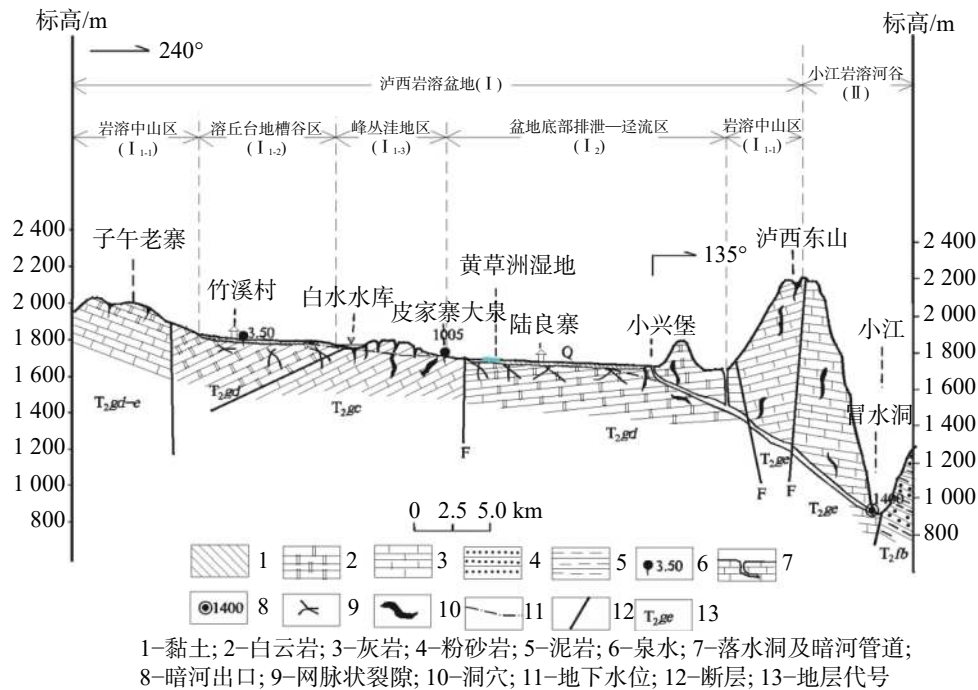 标高/m
标高/m
240°
泸西岩溶盆地(Ⅰ)
小江岩溶河谷
(Ⅱ)
岩溶中山区
(Ⅰ1-1)
溶丘台地槽谷区
(Ⅰ1-2)
峰丛洼地区
(Ⅰ1-3)
盆地底部排泄—迳流区
(Ⅰ2)
岩溶中山区
(Ⅰ1-1)
2 400
2 200
2 000
1 800
1 600
1 400
1 200
1 000
800
2 400
2 200
2 000
1 800
1 600
1 400
1 200
1 000
800
子午老寨
竹溪村
3.50
白水水库
皮家寨大泉
1005
黄草洲湿地
陆良寨
Q
小兴堡
135°
泸西东山
小江
冒水洞
1400
T2gd-e
T2gd
T2ge
F
T2gd
T2ge
F
F
T2ge
T2fb
0 2.5 5.0 km
1
2
3
4
5
3.50 6
7
1400 8
9
10
11
12
T2ge 13
1−黏土; 2−白云岩; 3−灰岩; 4−粉砂岩; 5−泥岩; 6−泉水; 7−落水洞及暗河管道;
8−暗河出口; 9−网脉状裂隙; 10−洞穴; 11−地下水位; 12−断层; 13−地层代号